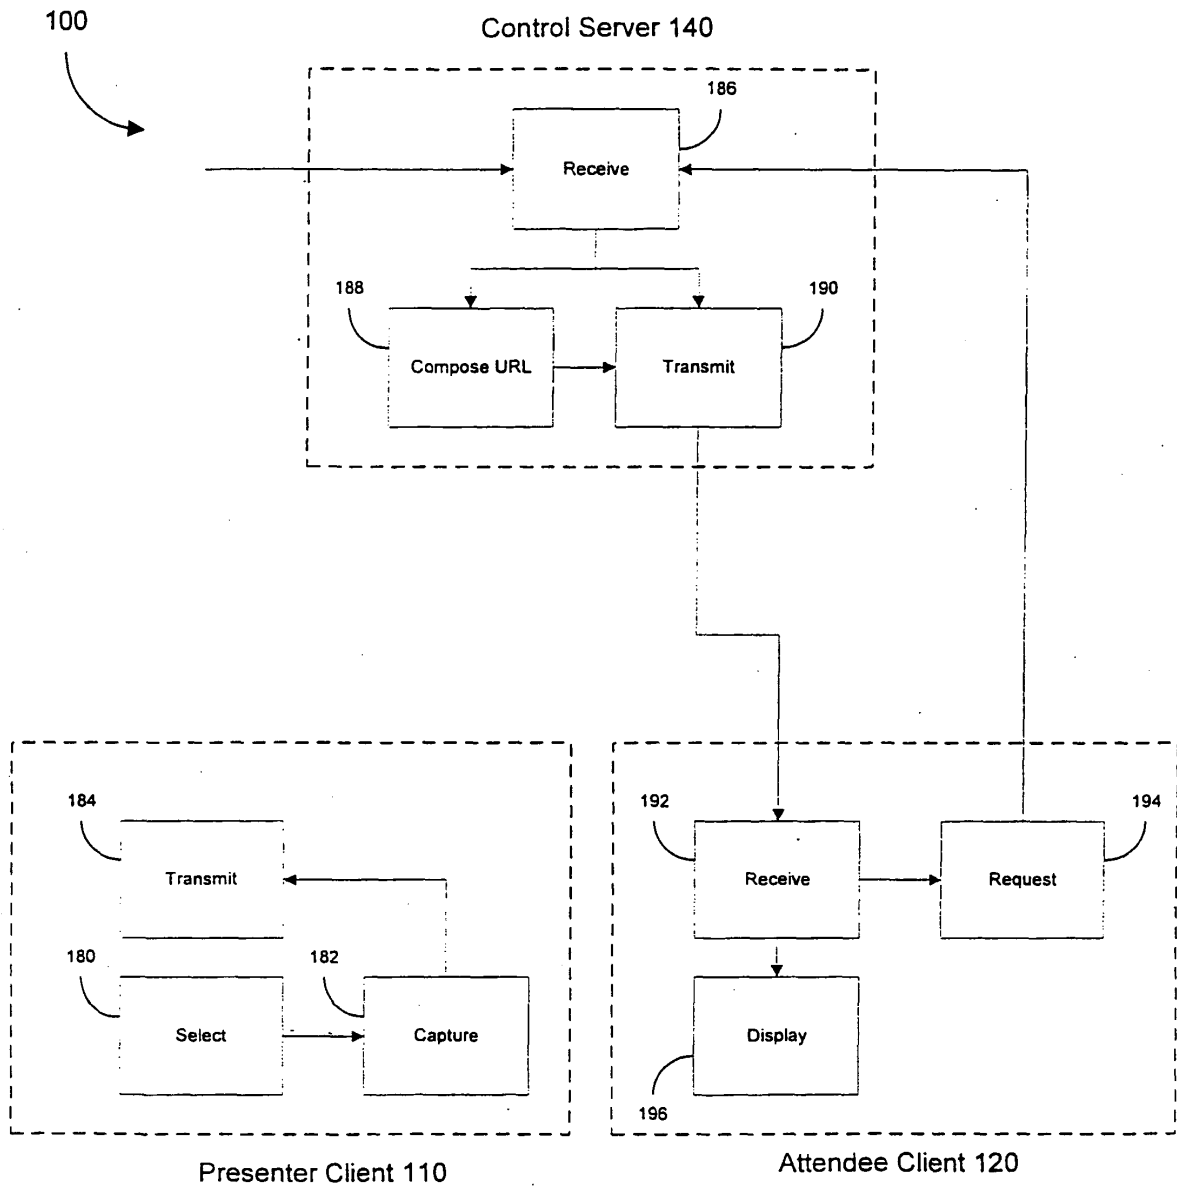 100
Control Server 140
186
Receive
188
190
Compose URL
Transmit
184
192
194
Transmit
Receive
Request
180
182
Select
Capture
Display
196
Presenter Client 110
Attendee Client 120